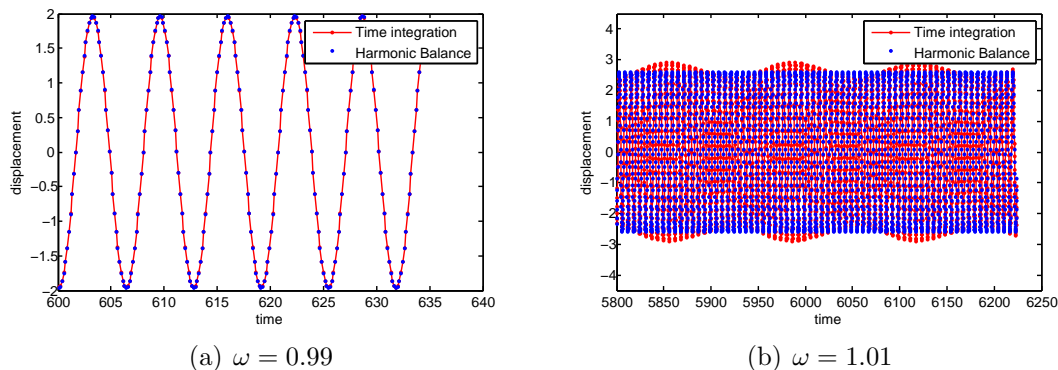 2
1.5
1
0.5
0
−0.5
−1
−1.5
−2
displacement
600 605 610 615 620 625 630 635 640
time
Time integration
Harmonic Balance
(a) ω = 0.99
4
3
2
1
0
−1
−2
−3
−4
displacement
5800 5850 5900 5950 6000 6050 6100 6150 6200 6250
time
Time integration
Harmonic Balance
(b) ω = 1.01